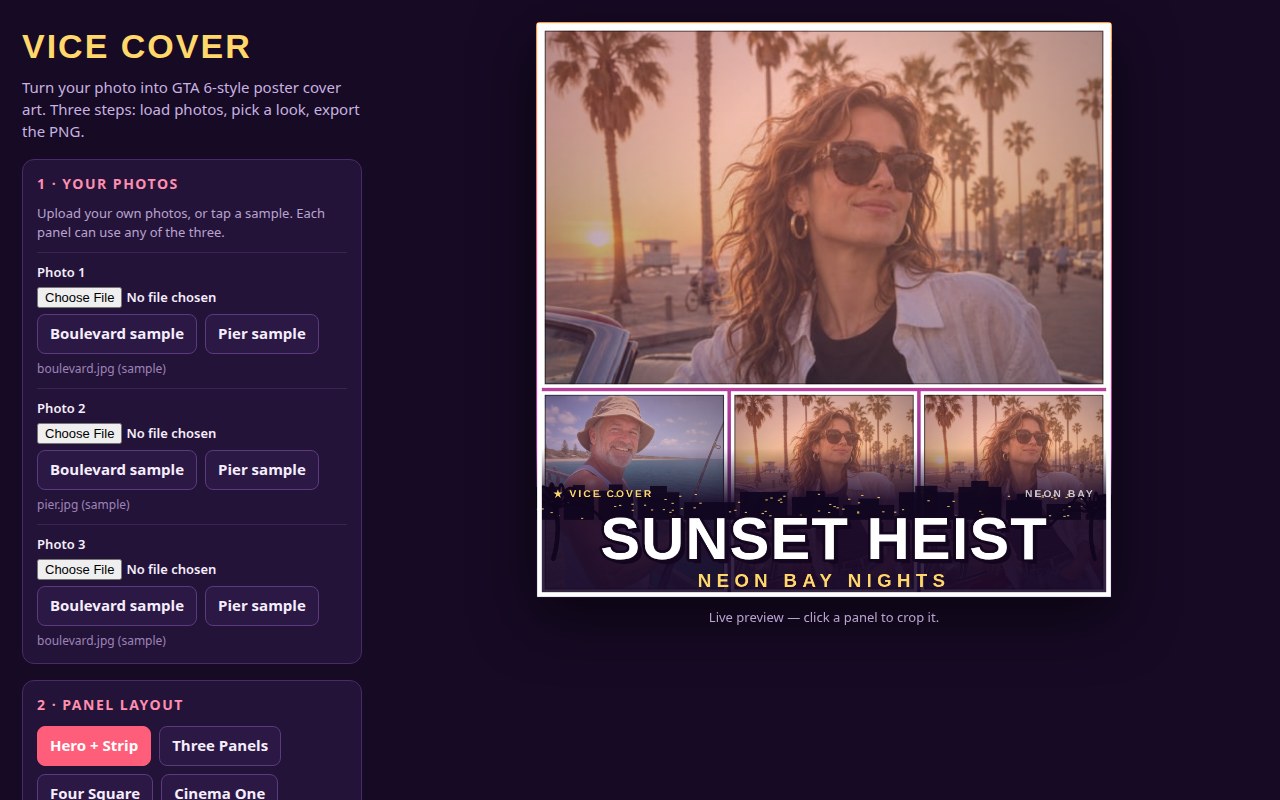 VICE COVER
Turn your photo into GTA 6-style poster cover
art. Three steps: load photos, pick a look, export
the PNG.
1 · YOUR PHOTOS
Upload your own photos, or tap a sample. Each
panel can use any of the three.
Photo 1
Choose File No file chosen
Boulevard sample Pier sample
boulevard.jpg (sample)
Photo 2
Choose File No file chosen
Boulevard sample Pier sample
pier.jpg (sample)
Photo 3
Choose File No file chosen
Boulevard sample Pier sample
boulevard.jpg (sample)
2 · PANEL LAYOUT
Hero + Strip Three Panels
Four Square Cinema One
★ VICE COVER NEON BAY
SUNSET HEIST
NEON BAY NIGHTS
Live preview — click a panel to crop it.